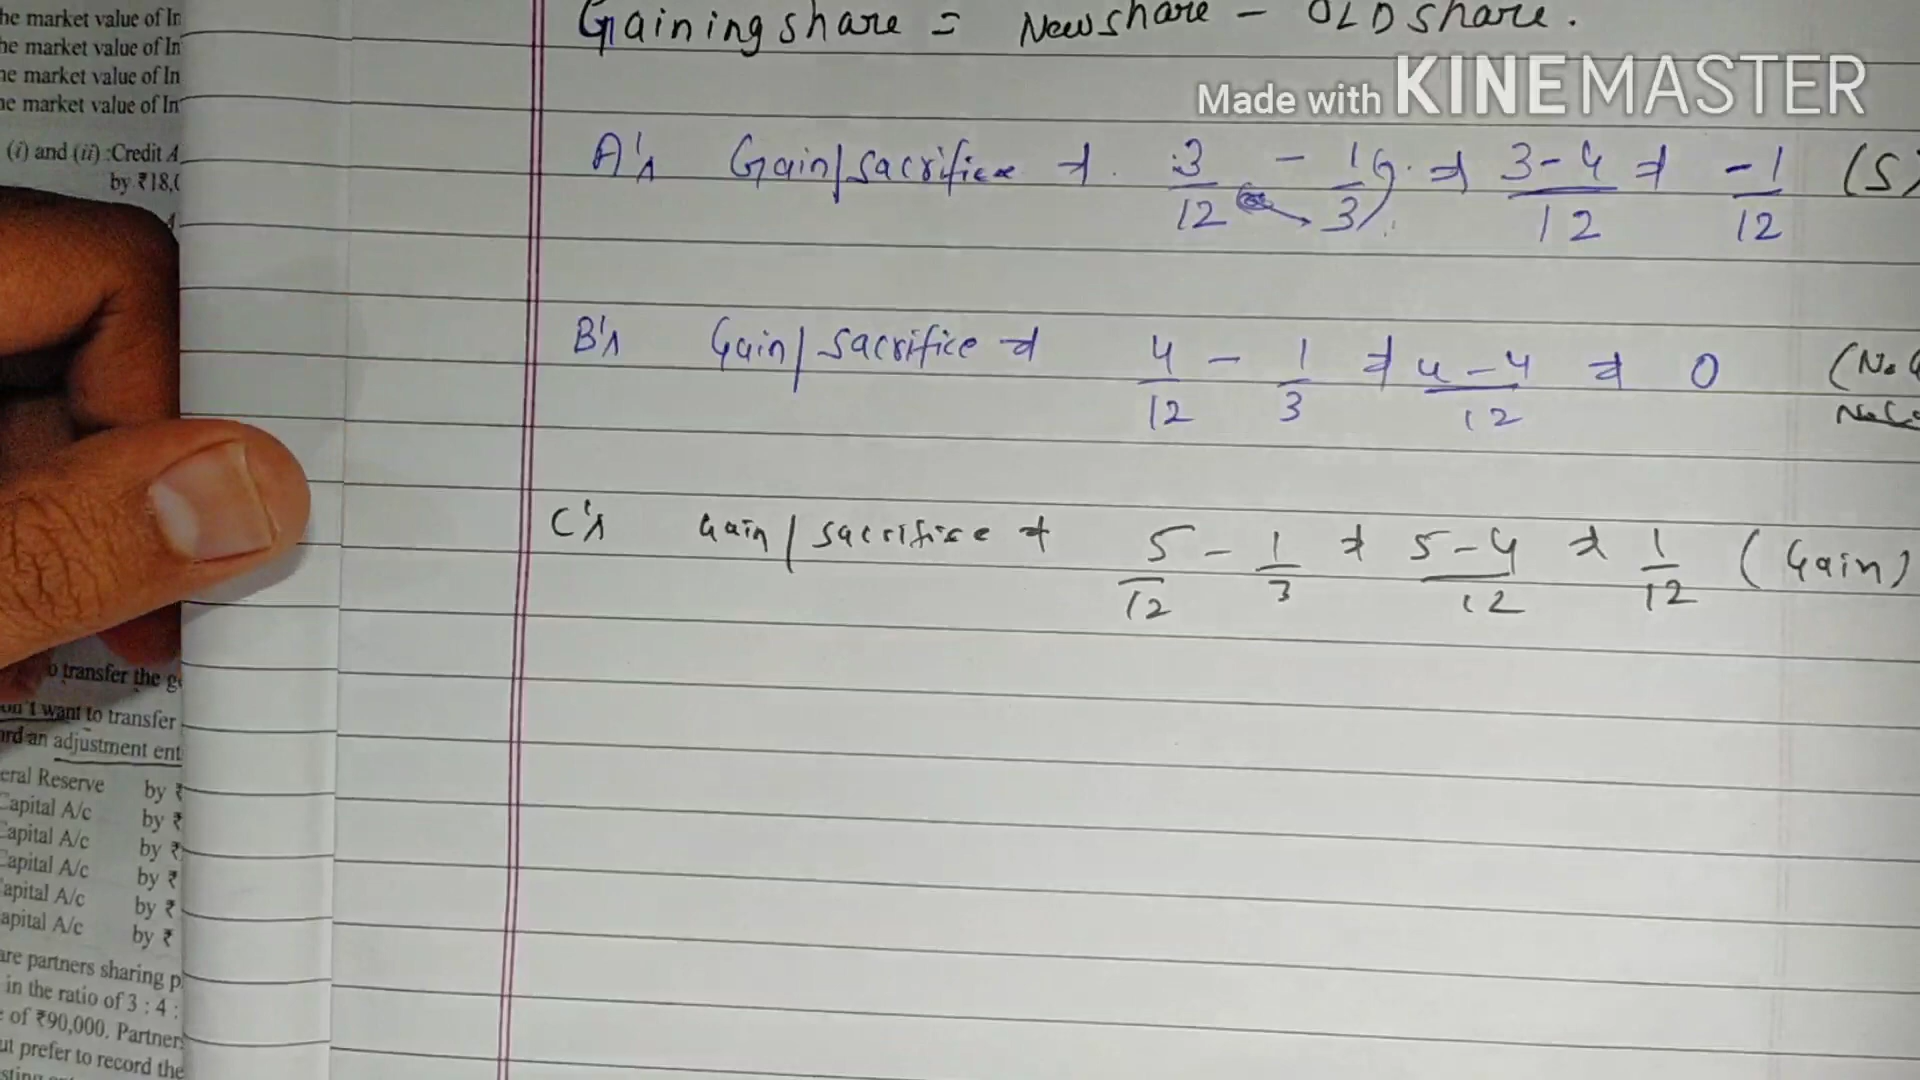 he market value of In
he market value of In
he market value of In
he market value of In
(i) and (ii) :Credit A
by ₹18,(
Gaining share = New share - OLD share.
Made with KINEMASTER
A's Gain/sacrifice ⇒ 3/12 - 1/3 ⇒ 3-4/12 ⇒ -1/12 (S)
B's Gain/sacrifice ⇒ 4/12 - 1/3 ⇒ 4-4/12 ⇒ 0 (No G
C's Gain/sacrifise ⇒ 5/12 - 1/3 ⇒ 5-4/12 ⇒ 1/12 (Gain)
o transfer the ge
on't want to transfer
ord an adjustment ent
eral Reserve by ₹
Capital A/c by ₹
Capital A/c by ₹
Capital A/c by ₹
apital A/c by ₹
apital A/c by ₹
are partners sharing p
in the ratio of 3 : 4 :
e of ₹90,000. Partners
ut prefer to record the